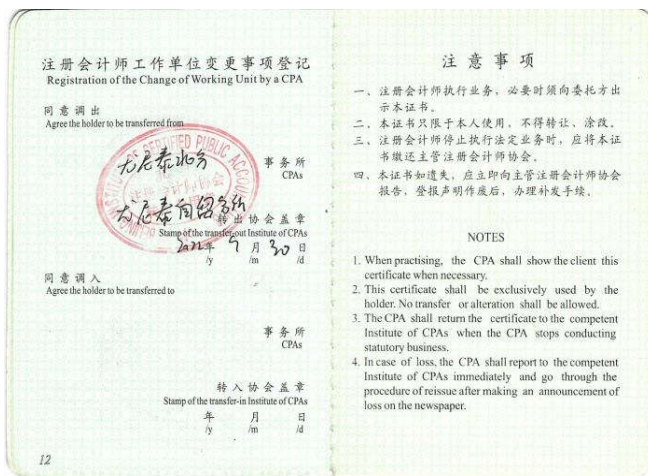 注册会计师工作单位变更事项登记
Registration of the Change of Working Unit by a CPA
同意调出
Agree the holder to be transferred from
事务所
CPAs
转出协会盖章
Stamp of the transfer-out Institute of CPAs
2022年 9月30日
/y /m /d
同意调入
Agree the holder to be transferred to
事务所
CPAs
转入协会盖章
Stamp of the transfer-in Institute of CPAs
年 月 日
/y /m /d
12
注意事项
一、注册会计师执行业务，必要时须向委托方出
示本证书。
二、本证书只限于本人使用，不得转让、涂改。
三、注册会计师停止执行法定业务时，应将本证
书缴还主管注册会计师协会。
四、本证书如遗失，应立即向主管注册会计师协会
报告，登报声明作废后，办理补发手续。
NOTES
1. When practising, the CPA shall show the client this
certificate when necessary.
2. This certificate shall be exclusively used by the
holder. No transfer or alteration shall be allowed.
3. The CPA shall return the certificate to the competent
Institute of CPAs when the CPA stops conducting
statutory business.
4. In case of loss, the CPA shall report to the competent
Institute of CPAs immediately and go through the
procedure of reissue after making an announcement of
loss on the newspaper.